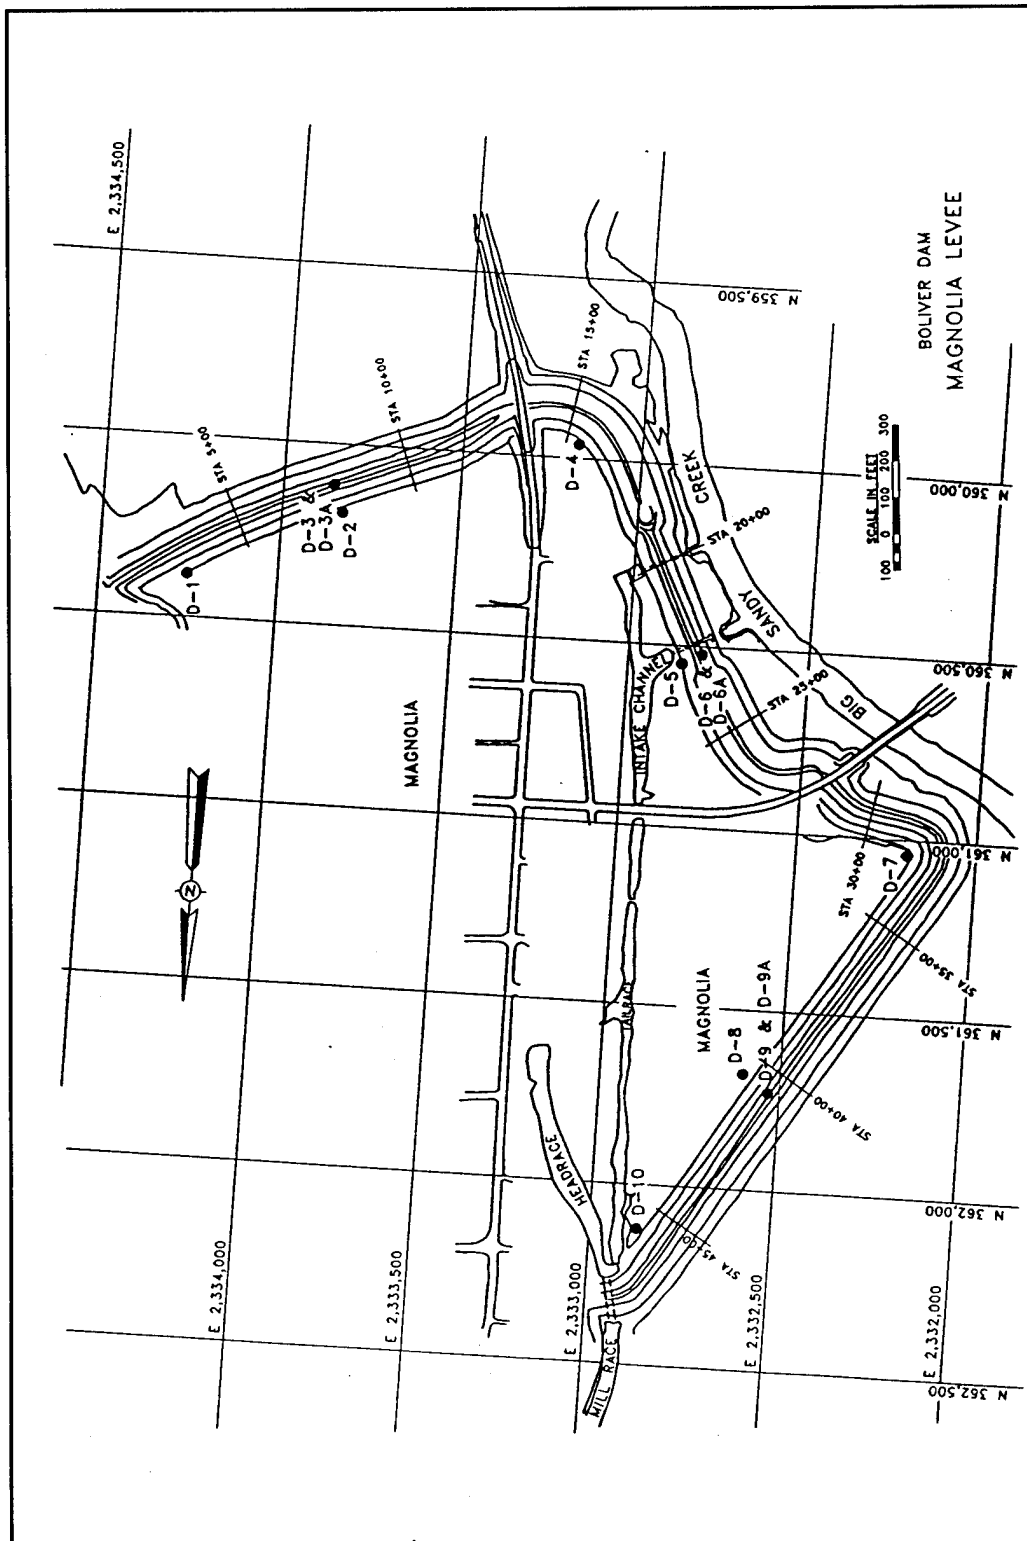 E 2,334,500
N 359,500
BOLIVER DAM
MAGNOLIA LEVEE
STA 5+00
STA 10+00
STA 15+00
D-1
D-3 &
D-3A
D-2
D-4
CREEK
SCALE IN FEET
100 0 100 200 300
N 360,000
STA 20+00
SANDY
BIG
N 360,500
MAGNOLIA
INTAKE CHANNEL
D-5
D-6 &
D-6A
STA 25+00
N
N 361,000
STA 30+00
D-7
STA 35+00
TAILRACE
MAGNOLIA
D-8
D-9 & D-9A
N 361,500
STA 40+00
HEADRACE
D-10
STA 45+00
N 362,000
MILL RACE
E 2,334,000
E 2,333,500
E 2,333,000
E 2,332,500
E 2,332,000
N 362,500